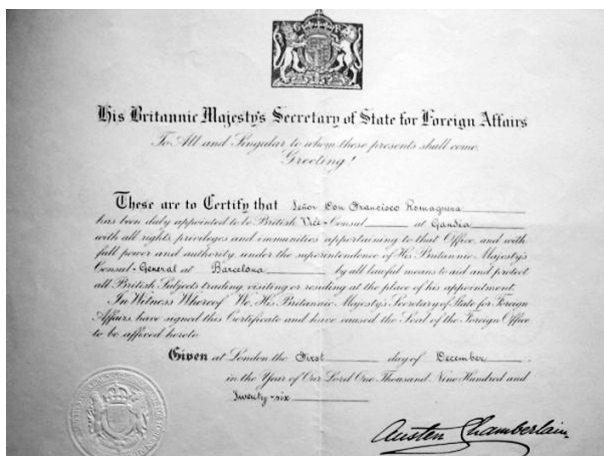 His Britannic Majesty's Secretary of State for Foreign Affairs
To All and Singular to whom these presents shall come,
Greeting!
These are to Certify that Señor Don Francisco Romaguera
has been duly appointed to be British Vice-Consul at Gandia
with all rights, privileges and immunities appertaining to that Office, and with
full power and authority, under the superintendence of His Britannic Majesty's
Consul-General at Barcelona by all lawful means to aid and protect
all British Subjects trading, visiting or residing at the place of his appointment.
In Witness Whereof We, His Britannic Majesty's Secretary of State for Foreign
Affairs, have signed this Certificate and have caused the Seal of the Foreign Office
to be affixed hereto.
Given at London the First day of December
in the Year of Our Lord One Thousand Nine Hundred and
Twenty-six
Austen Chamberlain